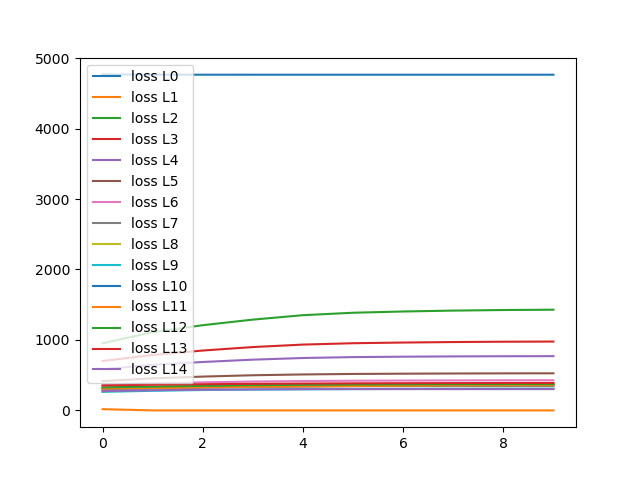 5000
4000
3000
2000
1000
0
loss L0
loss L1
loss L2
loss L3
loss L4
loss L5
loss L6
loss L7
loss L8
loss L9
loss L10
loss L11
loss L12
loss L13
loss L14
0 2 4 6 8